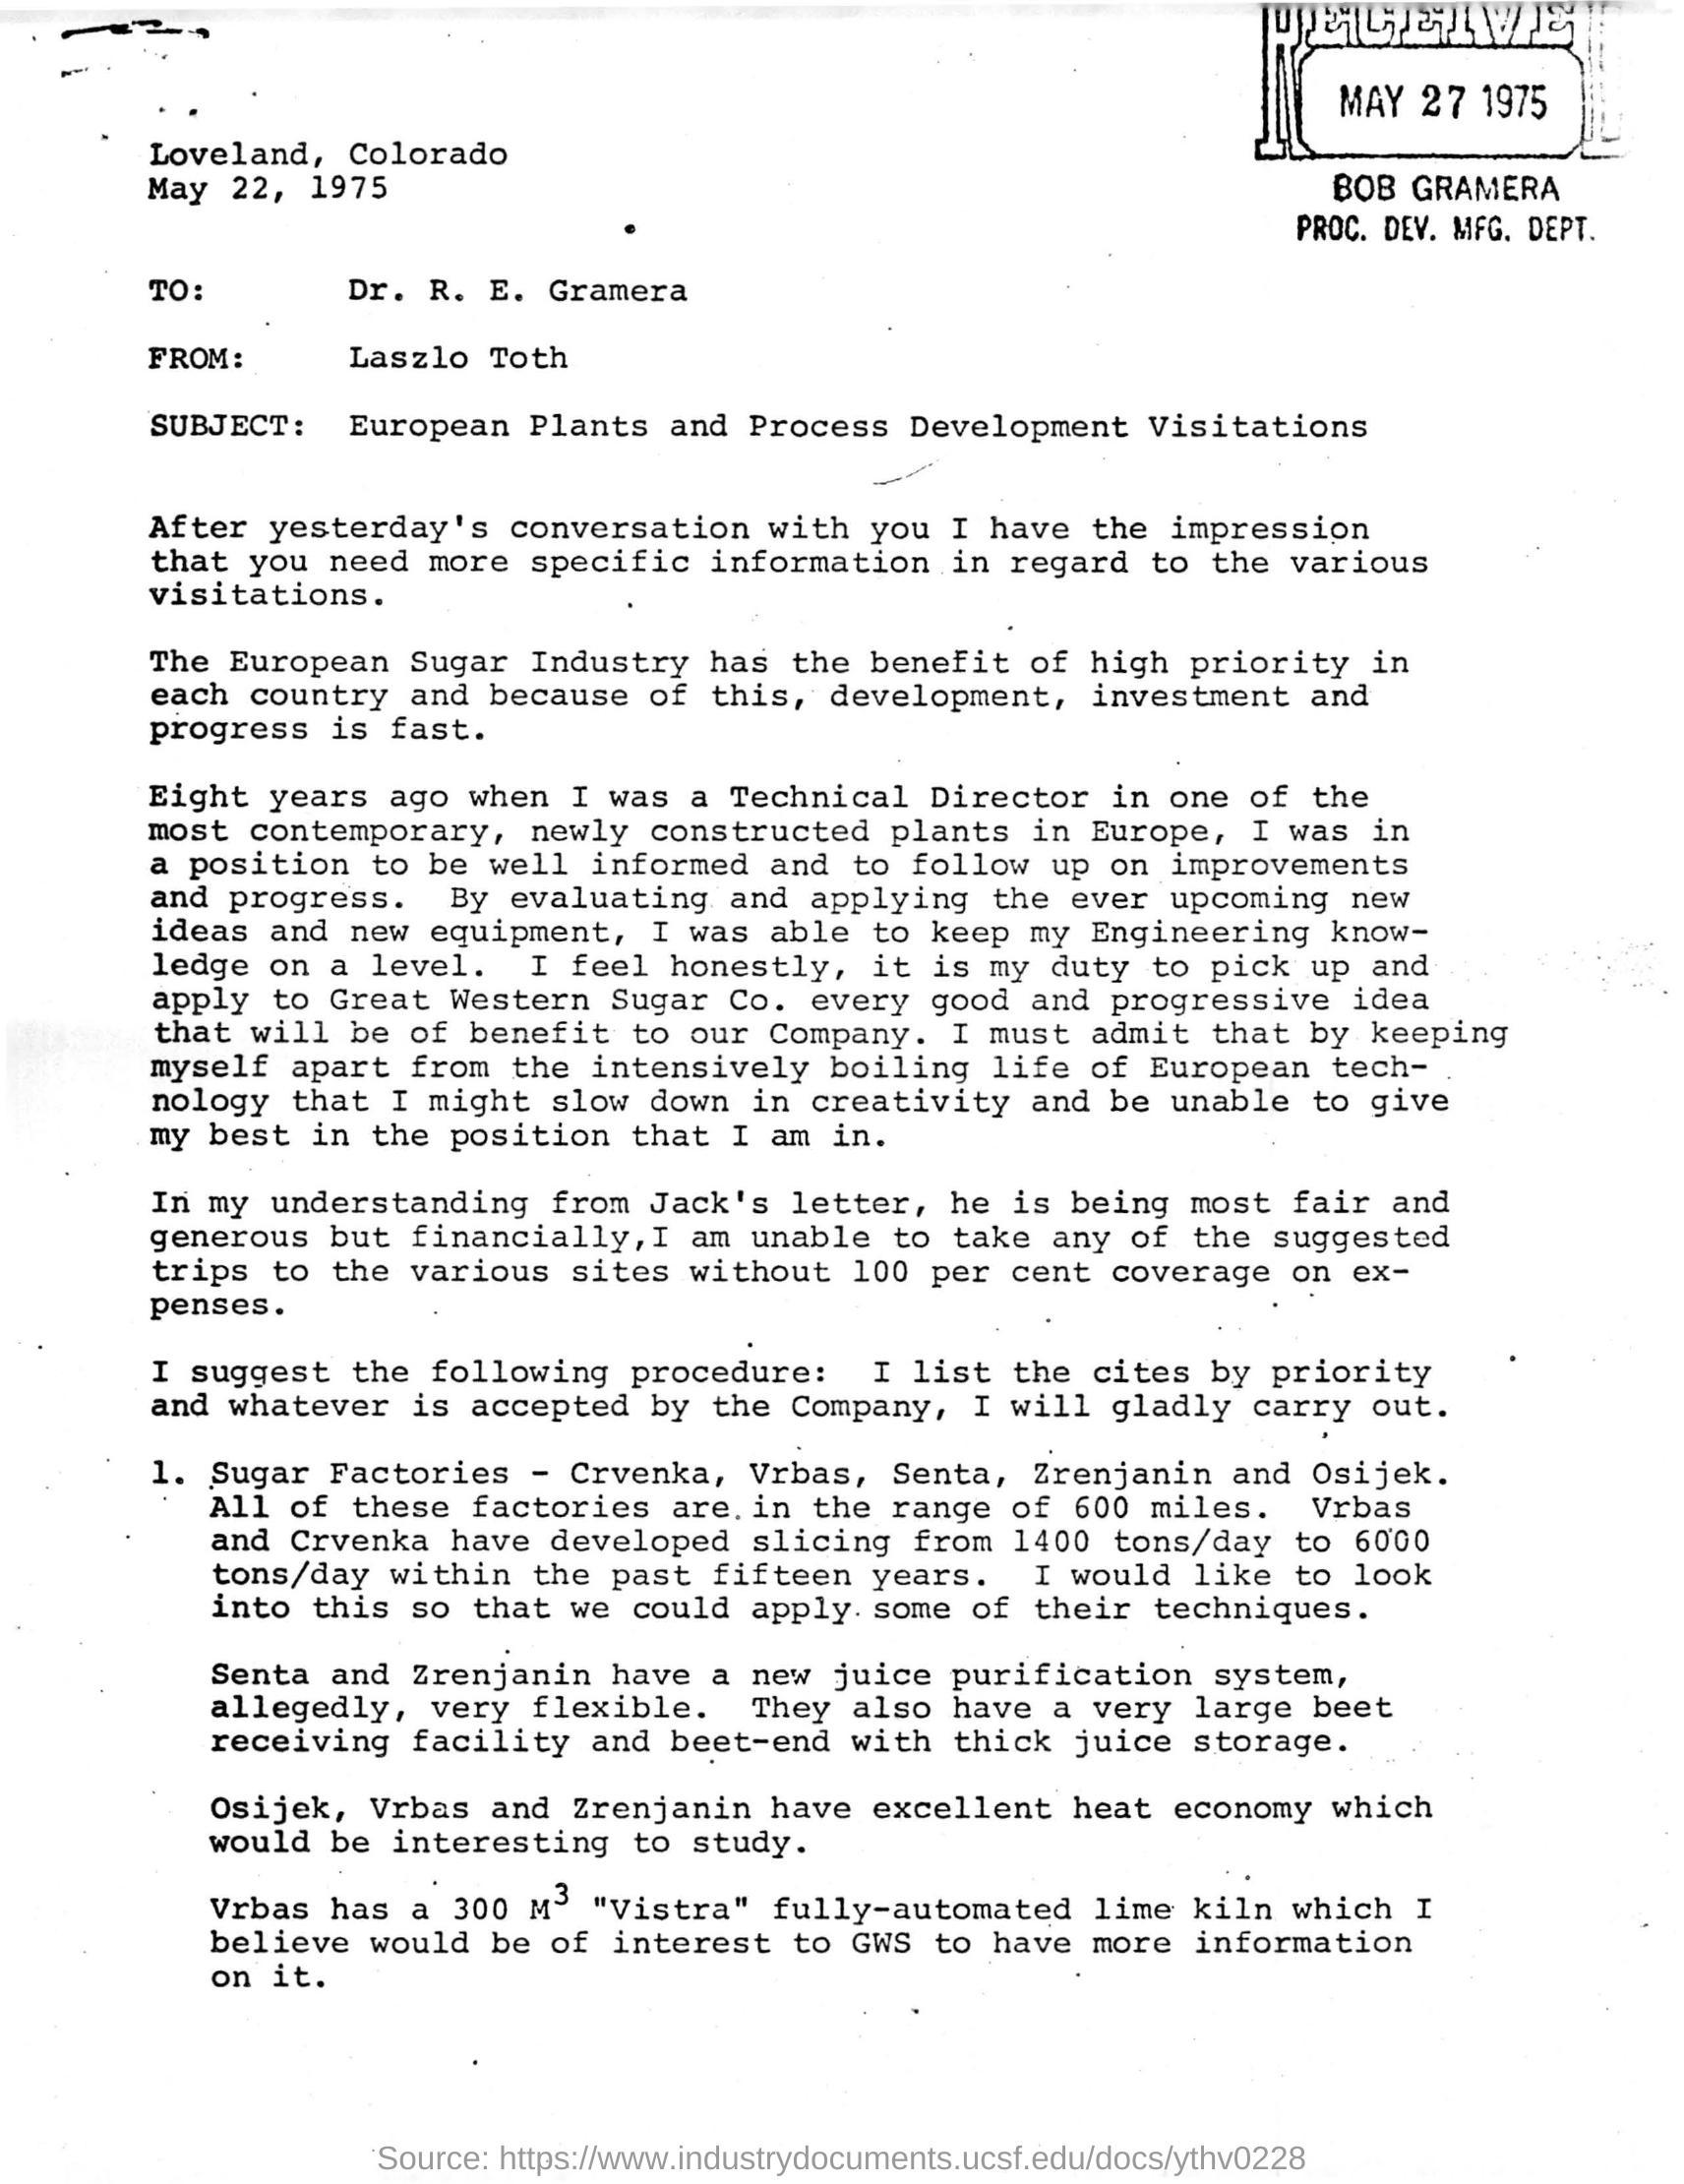 RECEIVE
MAY 27 1975
BOB GRAMERA
PROC. DEV. MFG. DEPT.
Loveland, Colorado
May 22, 1975
TO: Dr. R. E. Gramera
FROM: Laszlo Toth
SUBJECT: European Plants and Process Development Visitations
After yesterday's conversation with you I have the impression
that you need more specific information in regard to the various
visitations.
The European Sugar Industry has the benefit of high priority in
each country and because of this, development, investment and
progress is fast.
Eight years ago when I was a Technical Director in one of the
most contemporary, newly constructed plants in Europe, I was in
a position to be well informed and to follow up on improvements
and progress. By evaluating and applying the ever upcoming new
ideas and new equipment, I was able to keep my Engineering know-
ledge on a level. I feel honestly, it is my duty to pick up and
apply to Great Western Sugar Co. every good and progressive idea
that will be of benefit to our Company. I must admit that by keeping
myself apart from the intensively boiling life of European tech-
nology that I might slow down in creativity and be unable to give
my best in the position that I am in.
In my understanding from Jack's letter, he is being most fair and
generous but financially,I am unable to take any of the suggested
trips to the various sites without 100 per cent coverage on ex-
penses.
I suggest the following procedure: I list the cites by priority
and whatever is accepted by the Company, I will gladly carry out.
1. Sugar Factories - Crvenka, Vrbas, Senta, Zrenjanin and Osijek.
All of these factories are in the range of 600 miles. Vrbas
and Crvenka have developed slicing from 1400 tons/day to 6000
tons/day within the past fifteen years. I would like to look
into this so that we could apply some of their techniques.
Senta and Zrenjanin have a new juice purification system,
allegedly, very flexible. They also have a very large beet
receiving facility and beet-end with thick juice storage.
Osijek, Vrbas and Zrenjanin have excellent heat economy which
would be interesting to study.
Vrbas has a 300 M³ "Vistra" fully-automated lime kiln which I
believe would be of interest to GWS to have more information
on it.
Source: https://www.industrydocuments.ucsf.edu/docs/ythv0228